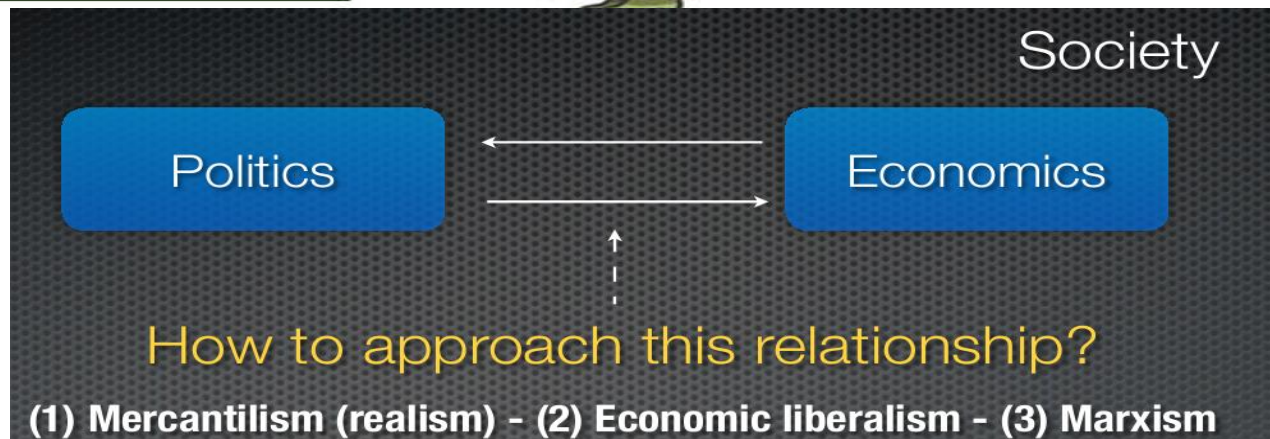 Society
Politics
Economics
How to approach this relationship?
(1) Mercantilism (realism) - (2) Economic liberalism - (3) Marxism